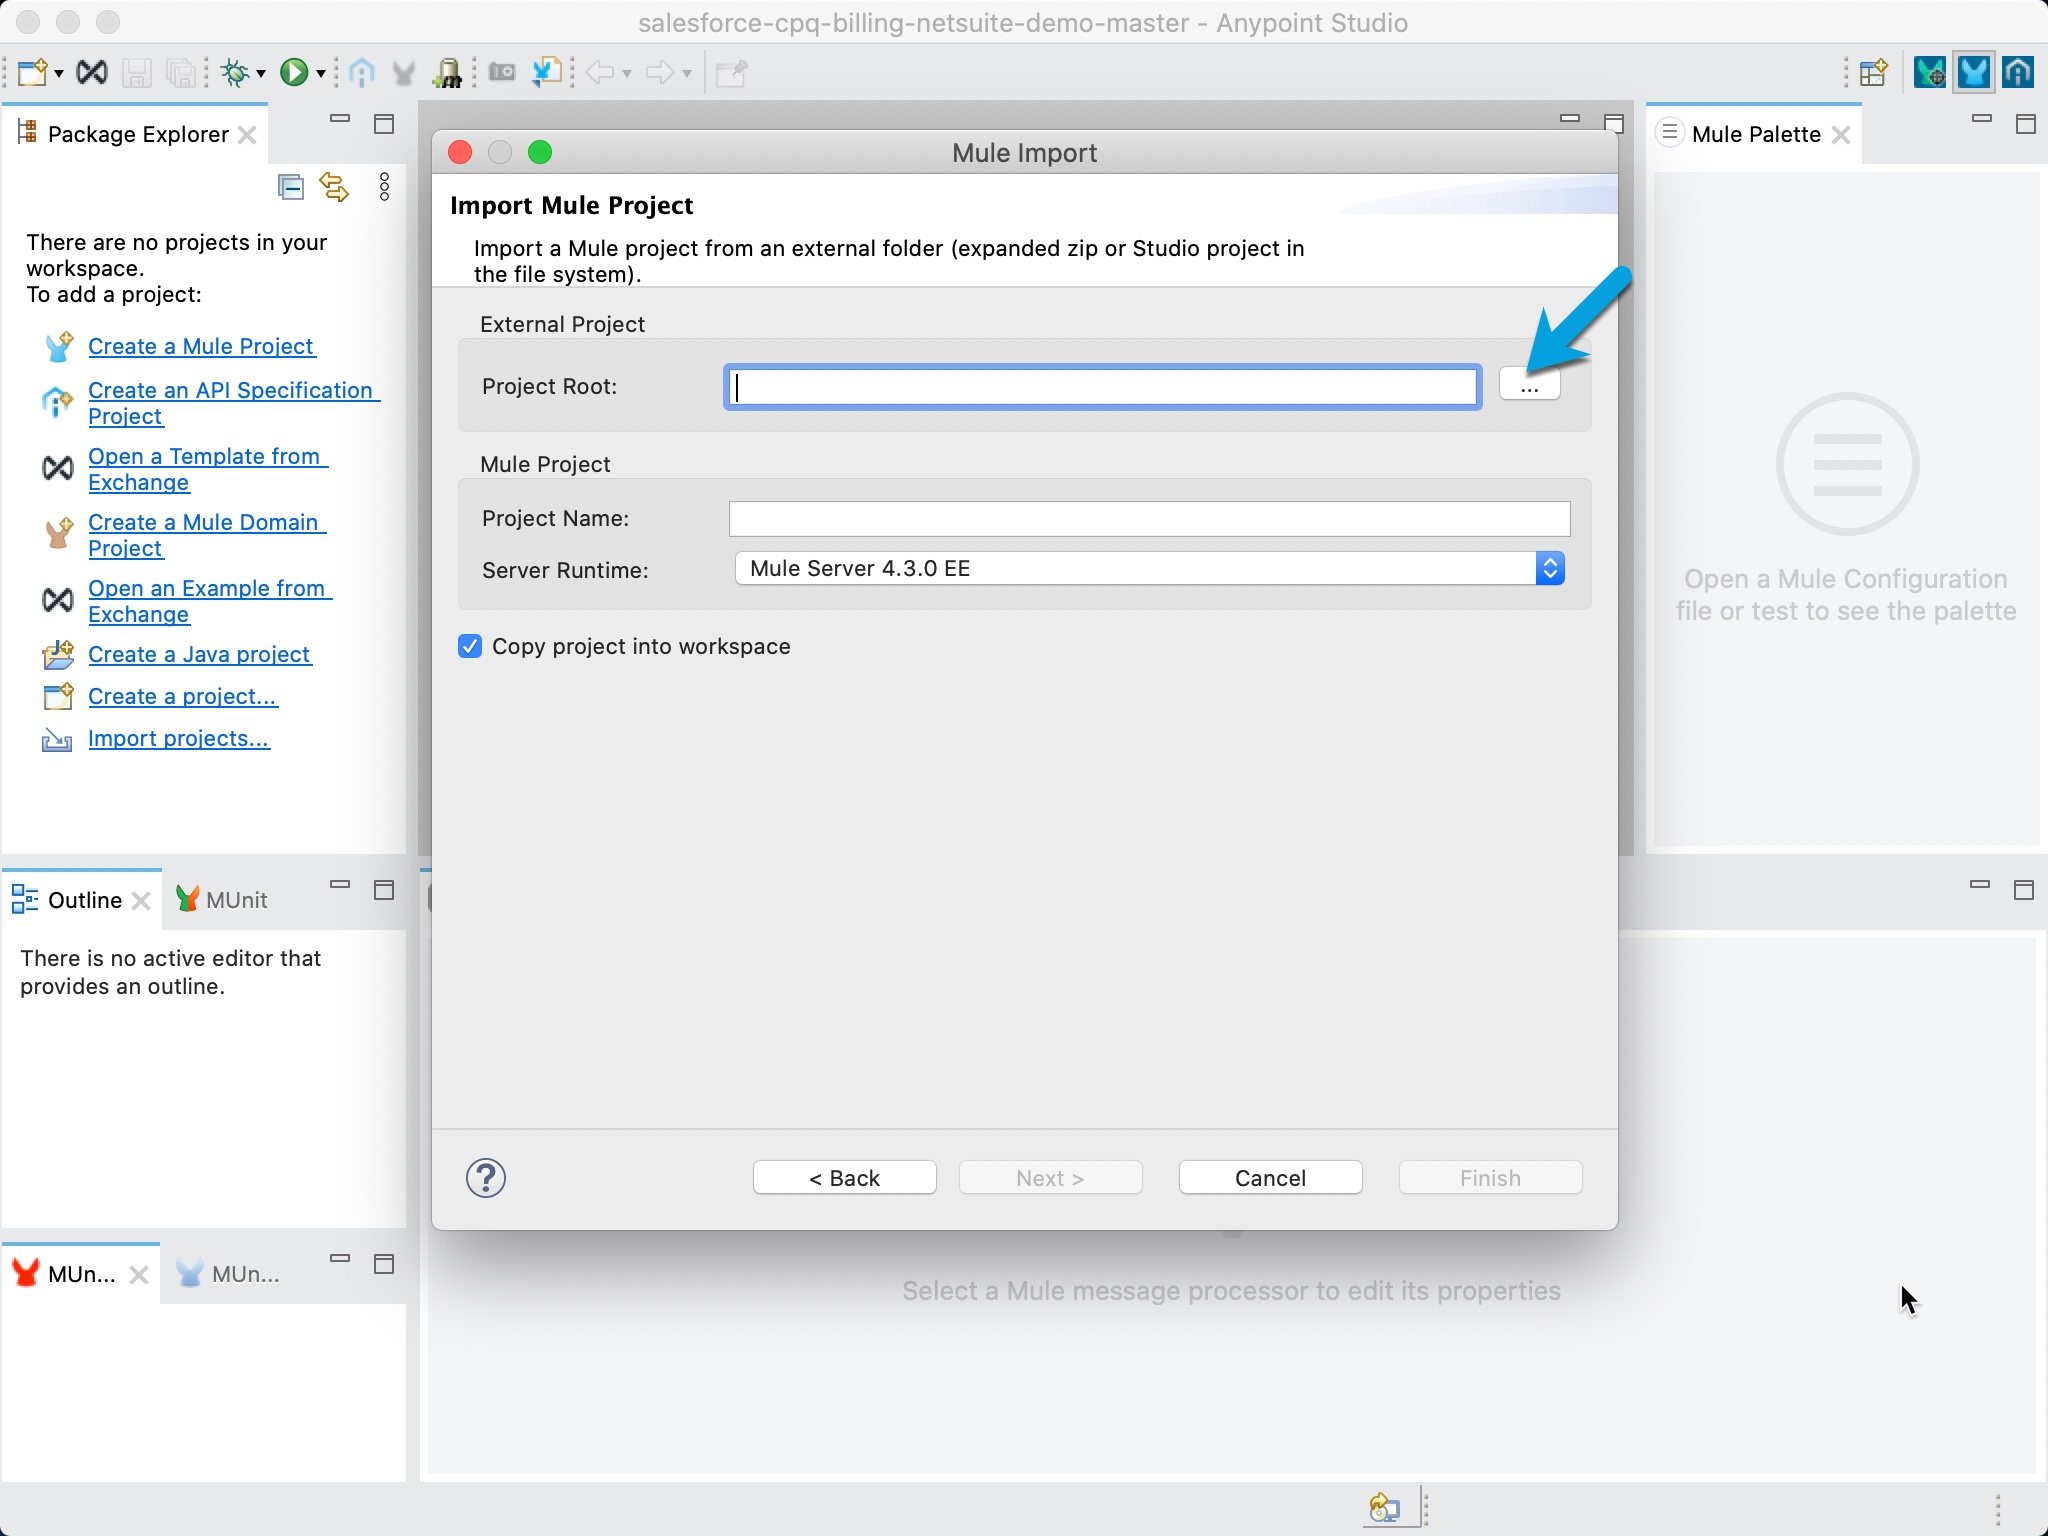 salesforce-cpq-billing-netsuite-demo-master - Anypoint Studio
Package Explorer
There are no projects in your
workspace.
To add a project:
Create a Mule Project
Create an API Specification
Project
Open a Template from
Exchange
Create a Mule Domain
Project
Open an Example from
Exchange
Create a Java project
Create a project...
Import projects...
Outline
MUnit
There is no active editor that
provides an outline.
MUn...
MUn...
Mule Import
Import Mule Project
Import a Mule project from an external folder (expanded zip or Studio project in
the file system).
External Project
Project Root:
...
Mule Project
Project Name:
Server Runtime:
Mule Server 4.3.0 EE
Copy project into workspace
?
< Back
Next >
Cancel
Finish
Mule Palette
Open a Mule Configuration
file or test to see the palette
Select a Mule message processor to edit its properties